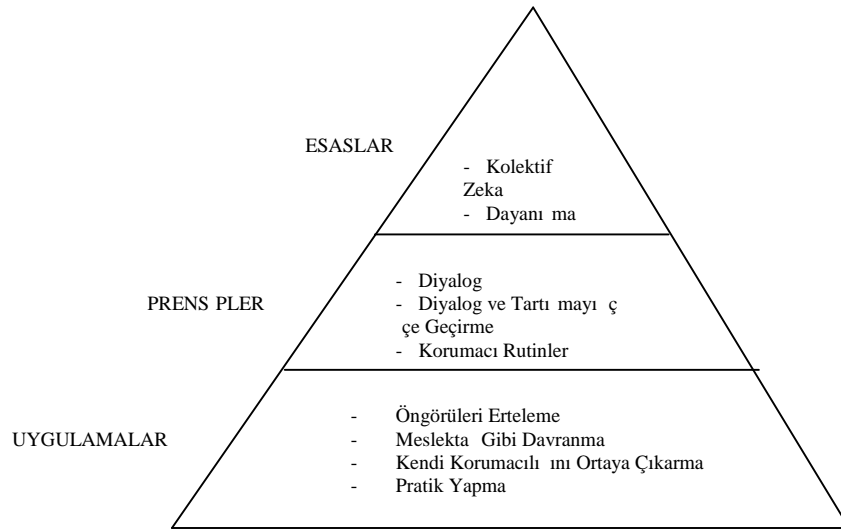 ESASLAR
- Kolektif
Zeka
- Dayanı ma
PRENS PLER
- Diyalog
- Diyalog ve Tartı mayı ç
çe Geçirme
- Korumacı Rutinler
UYGULAMALAR
- Öngörüleri Erteleme
- Meslekta Gibi Davranma
- Kendi Korumacılı ını Ortaya Çıkarma
- Pratik Yapma